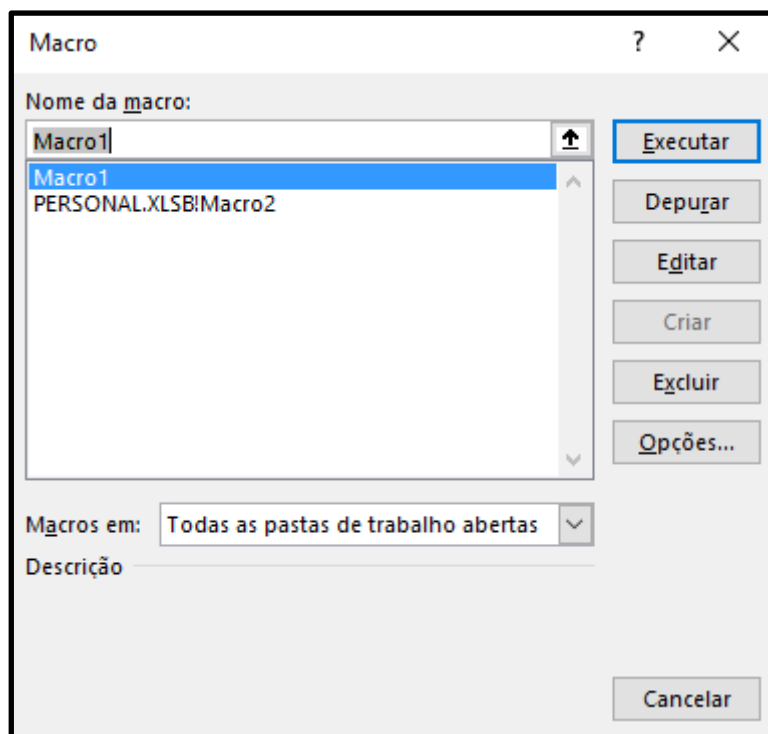 Macro ? ×
Nome da macro:
Macro1
Macro1
PERSONAL.XLSB!Macro2
Executar
Depurar
Editar
Criar
Excluir
Opções...
Macros em: Todas as pastas de trabalho abertas
Descrição
Cancelar